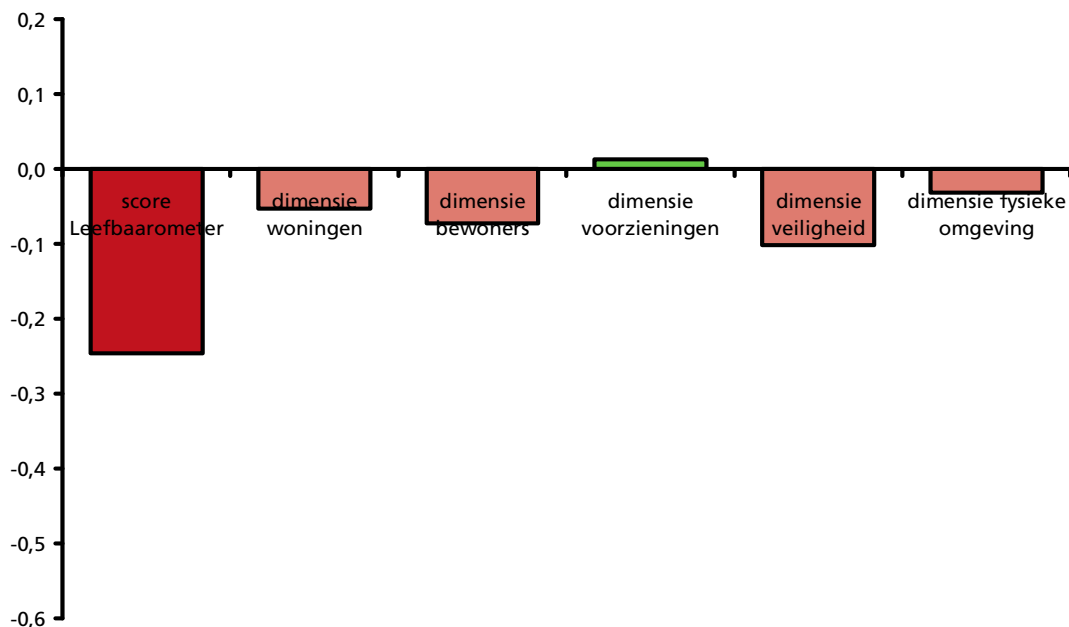 0,2
0,1
0,0
-0,1
-0,2
-0,3
-0,4
-0,5
-0,6
score
Leefbaarometer
dimensie
woningen
dimensie
bewoners
dimensie
voorzieningen
dimensie
veiligheid
dimensie fysieke
omgeving